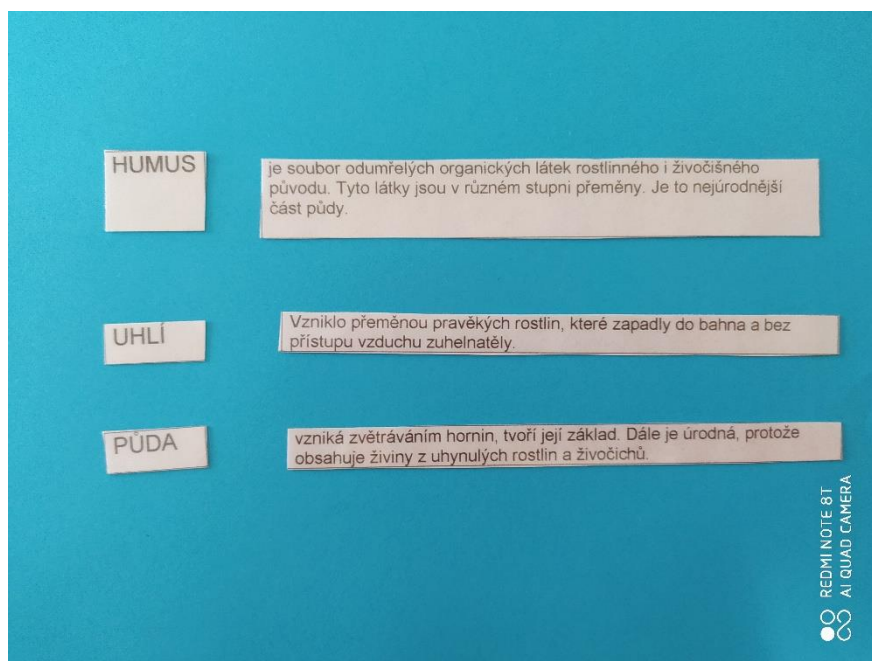 HUMUS
je soubor odumřelých organických látek rostlinného i živočišného
původu. Tyto látky jsou v různém stupni přeměny. Je to nejúrodnější
část půdy.
UHLÍ
Vzniklo přeměnou pravěkých rostlin, které zapadly do bahna a bez
přístupu vzduchu zuhelnatěly.
PŮDA
vzniká zvětráváním hornin, tvoří její základ. Dále je úrodná, protože
obsahuje živiny z uhynulých rostlin a živočichů.
REDMI NOTE 8T
AI QUAD CAMERA